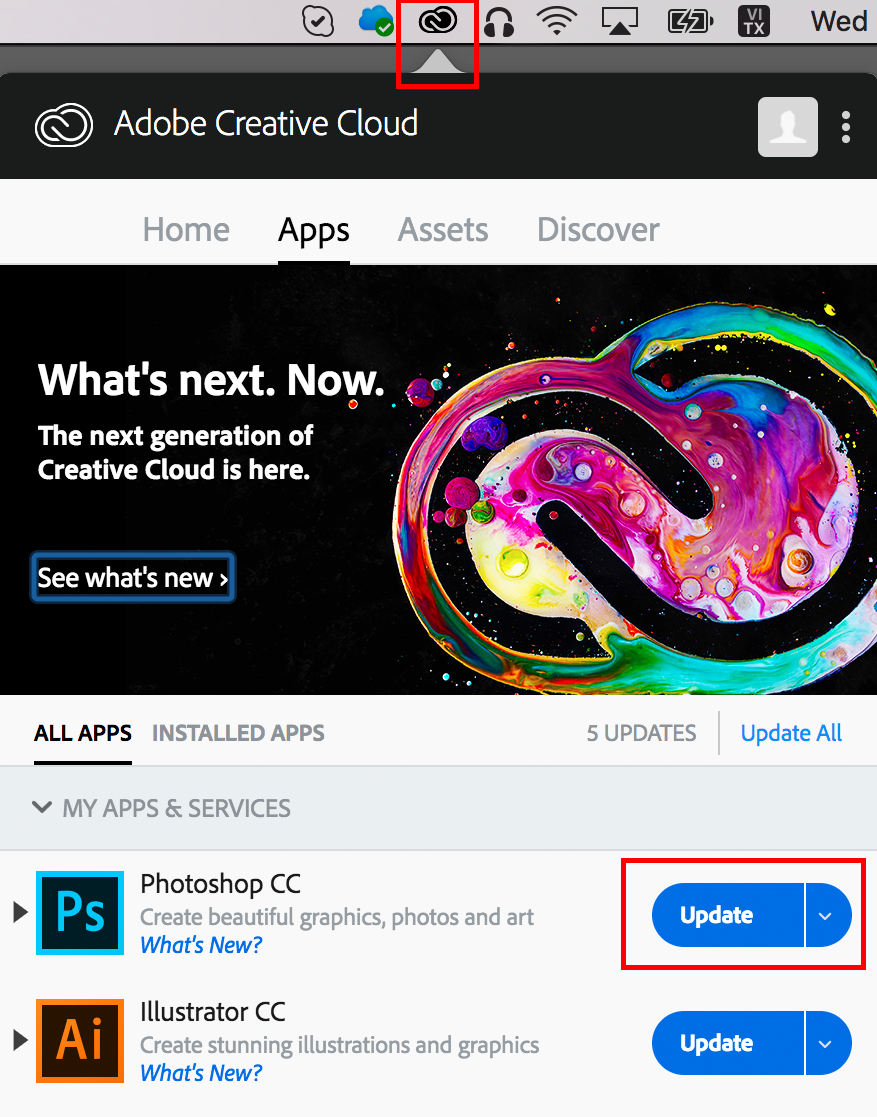 VI
TX
Wed
Adobe Creative Cloud
Home Apps Assets Discover
What's next. Now.
The next generation of
Creative Cloud is here.
See what's new ›
ALL APPS INSTALLED APPS 5 UPDATES Update All
MY APPS & SERVICES
Ps
Photoshop CC
Create beautiful graphics, photos and art
What's New?
Update
Ai
Illustrator CC
Create stunning illustrations and graphics
What's New?
Update